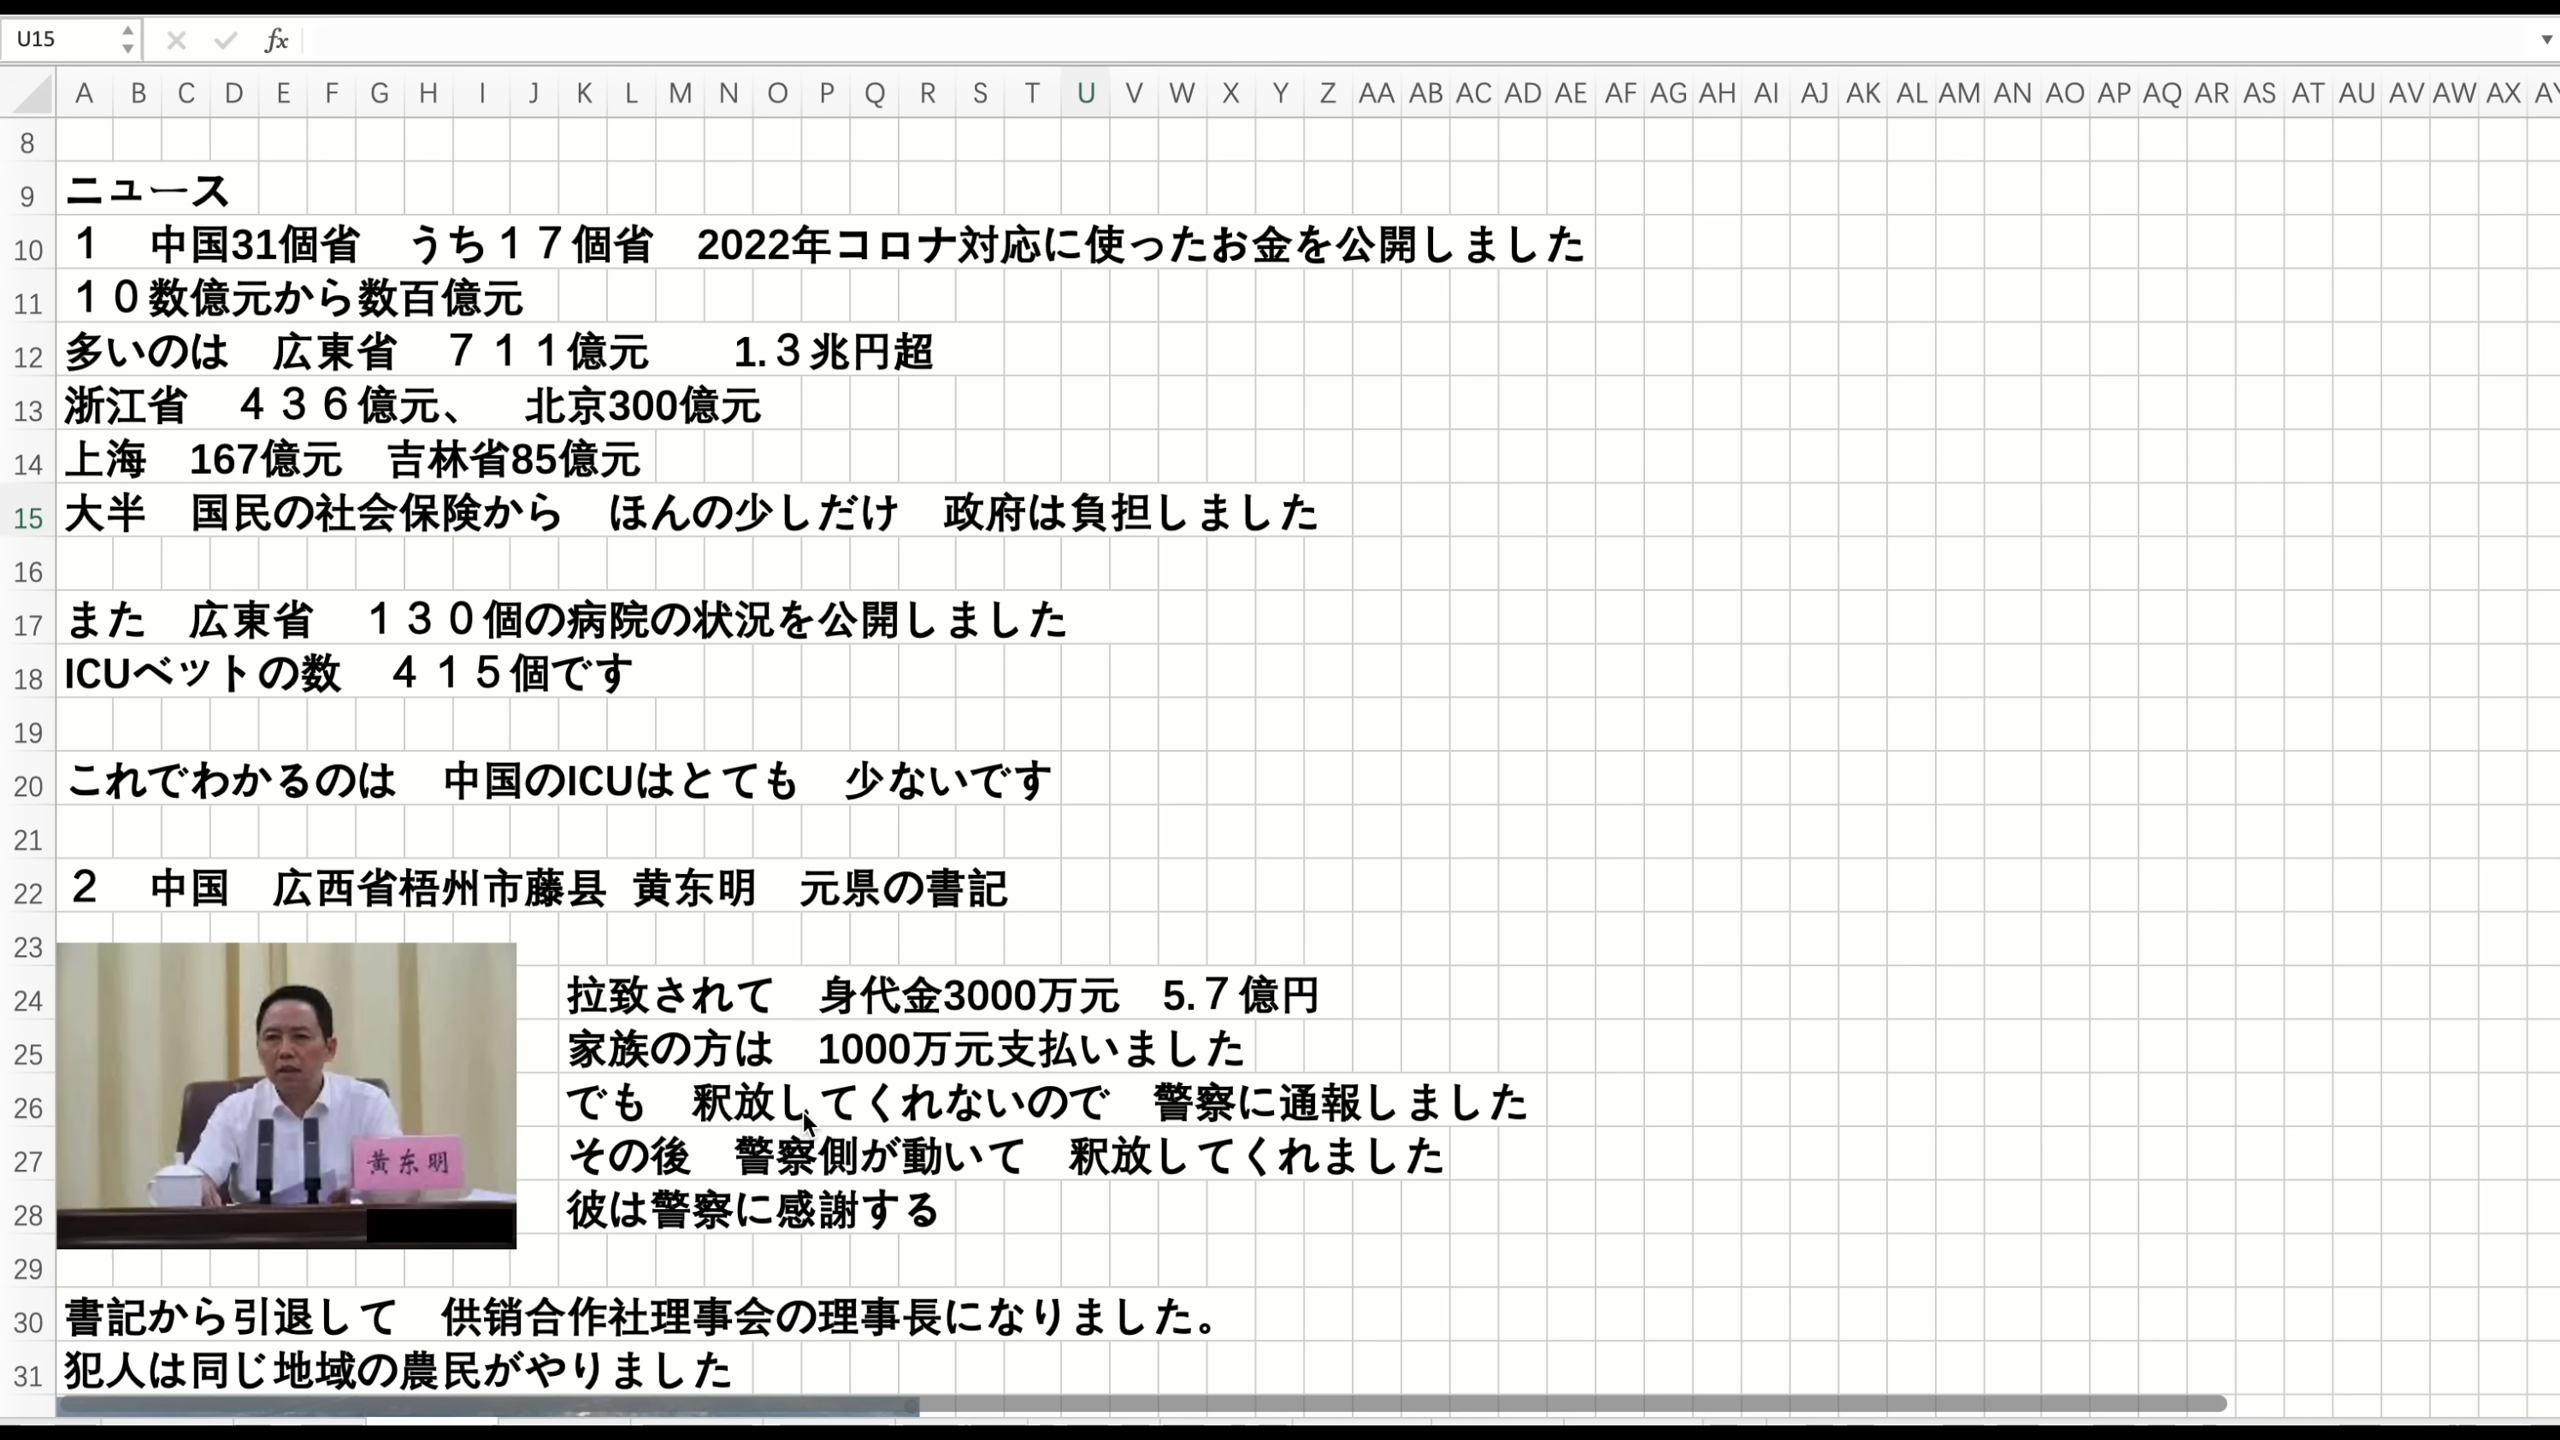 U15
fx
A B C D E F G H I J K L M N O P Q R S T U V W X Y Z AA AB AC AD AE AF AG AH AI AJ AK AL AM AN AO AP AQ AR AS AT AU AV AW AX
8
9 ニュース
10 １　中国31個省　うち１７個省　2022年コロナ対応に使ったお金を公開しました
11 １０数億元から数百億元
12 多いのは　広東省　７１１億元　　1.３兆円超
13 浙江省　４３６億元、　北京300億元
14 上海　167億元　吉林省85億元
15 大半　国民の社会保険から　ほんの少しだけ　政府は負担しました
16
17 また　広東省　１３０個の病院の状況を公開しました
18 ICUベットの数　４１５個です
19
20 これでわかるのは　中国のICUはとても　少ないです
21
22 ２　中国　広西省梧州市藤县 黄东明　元県の書記
23
24 拉致されて　身代金3000万元　5.７億円
25 家族の方は　1000万元支払いました
26 でも　釈放してくれないので　警察に通報しました
27 その後　警察側が動いて　釈放してくれました
黄东明
28 彼は警察に感謝する
29
30 書記から引退して　供销合作社理事会の理事長になりました。
31 犯人は同じ地域の農民がやりました